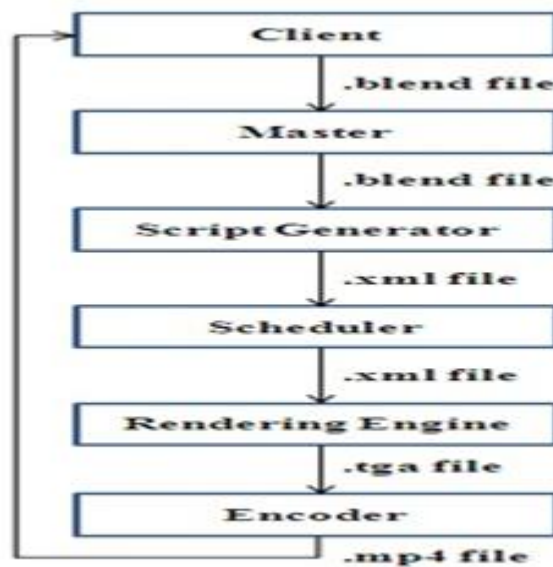 Client
.blend file
Master
.blend file
Script Generator
.xml file
Scheduler
.xml file
Rendering Engine
.tga file
Encoder
.mp4 file